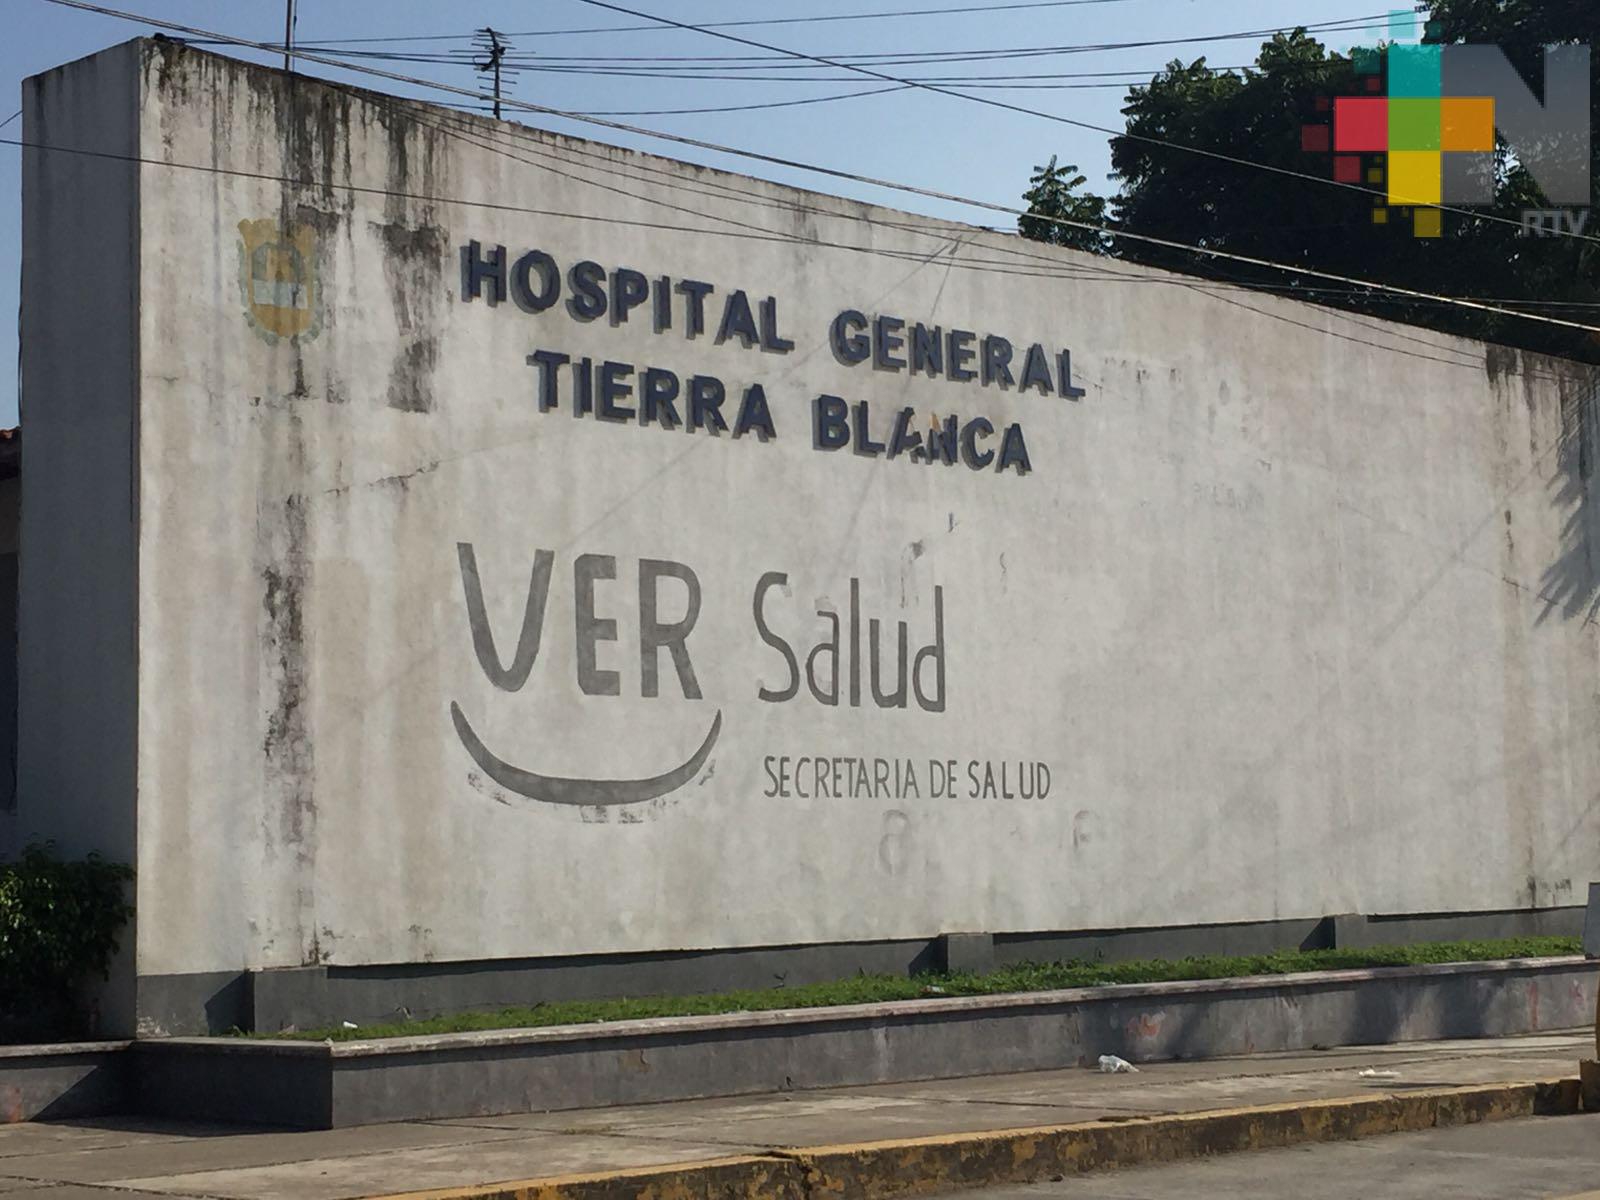 HOSPITAL GENERAL
TIERRA BLANCA
VER Salud
SECRETARIA DE SALUD
N
RTV